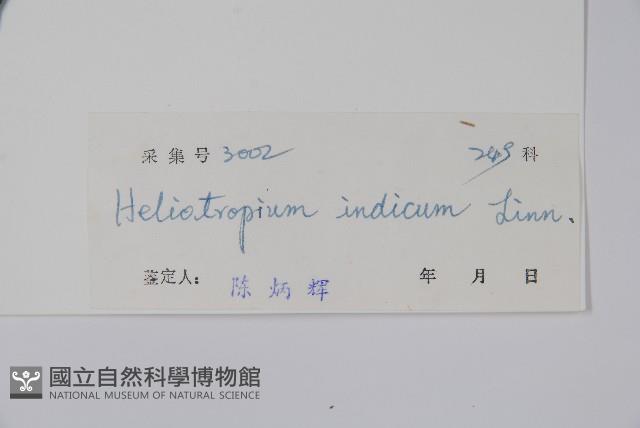 采集号 3002 249 科
Heliotropium indicum Linn.
鉴定人: 陈炳辉 年 月 日
國立自然科學博物館
NATIONAL MUSEUM OF NATURAL SCIENCE